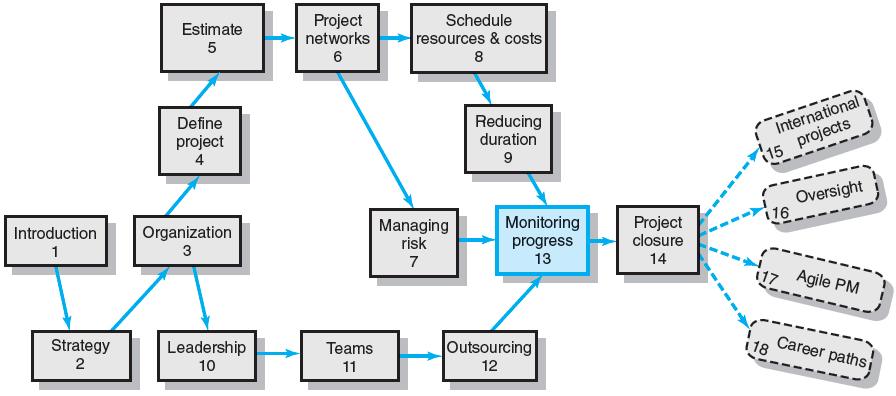 Introduction
1
Strategy
2
Organization
3
Define
project
4
Estimate
5
Project
networks
6
Managing
risk
7
Schedule
resources & costs
8
Reducing
duration
9
Leadership
10
Teams
11
Outsourcing
12
Monitoring
progress
13
Project
closure
14
International
projects
15
Oversight
16
Agile PM
17
Career paths
18